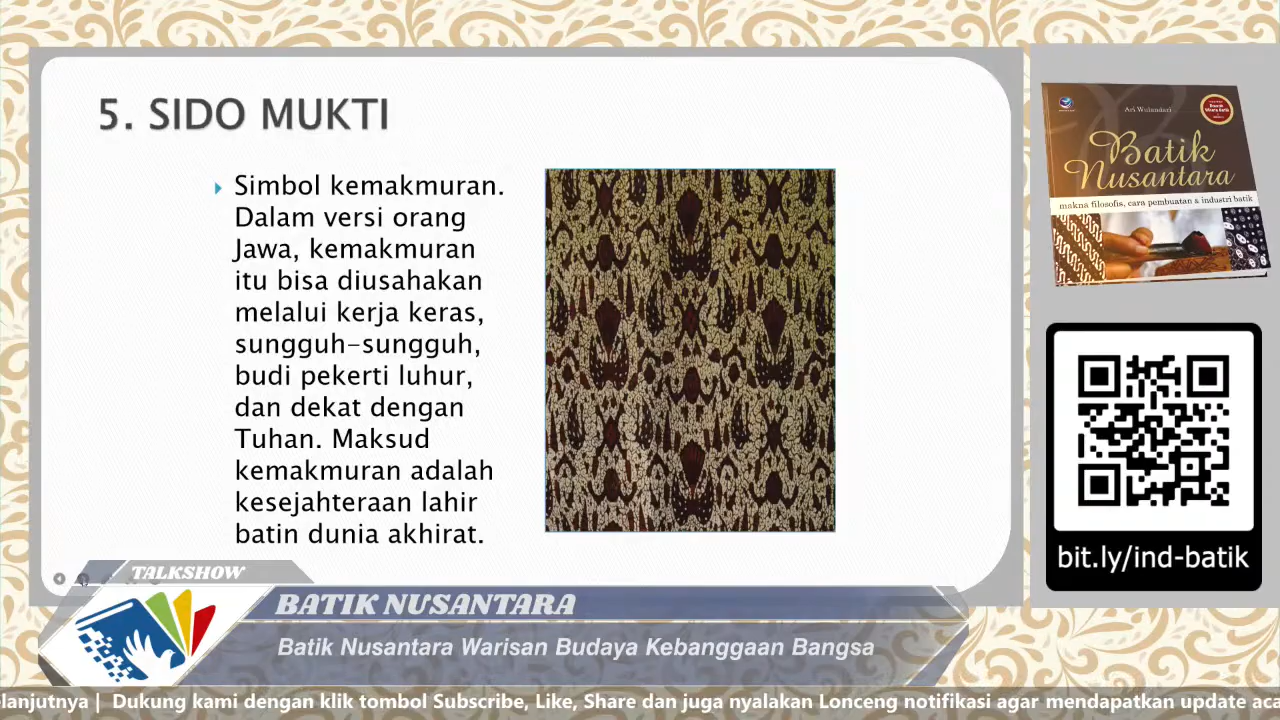 5. SIDO MUKTI
Simbol kemakmuran.
Dalam versi orang
Jawa, kemakmuran
itu bisa diusahakan
melalui kerja keras,
sungguh-sungguh,
budi pekerti luhur,
dan dekat dengan
Tuhan. Maksud
kemakmuran adalah
kesejahteraan lahir
batin dunia akhirat.
Ari Wulandari
Batik
Nusantara
makna filosofis, cara pembuatan & industri batik
bit.ly/ind-batik
TALKSHOW
BATIK NUSANTARA
Batik Nusantara Warisan Budaya Kebanggaan Bangsa
elanjutnya | Dukung kami dengan klik tombol Subscribe, Like, Share dan juga nyalakan Lonceng notifikasi agar mendapatkan update aca